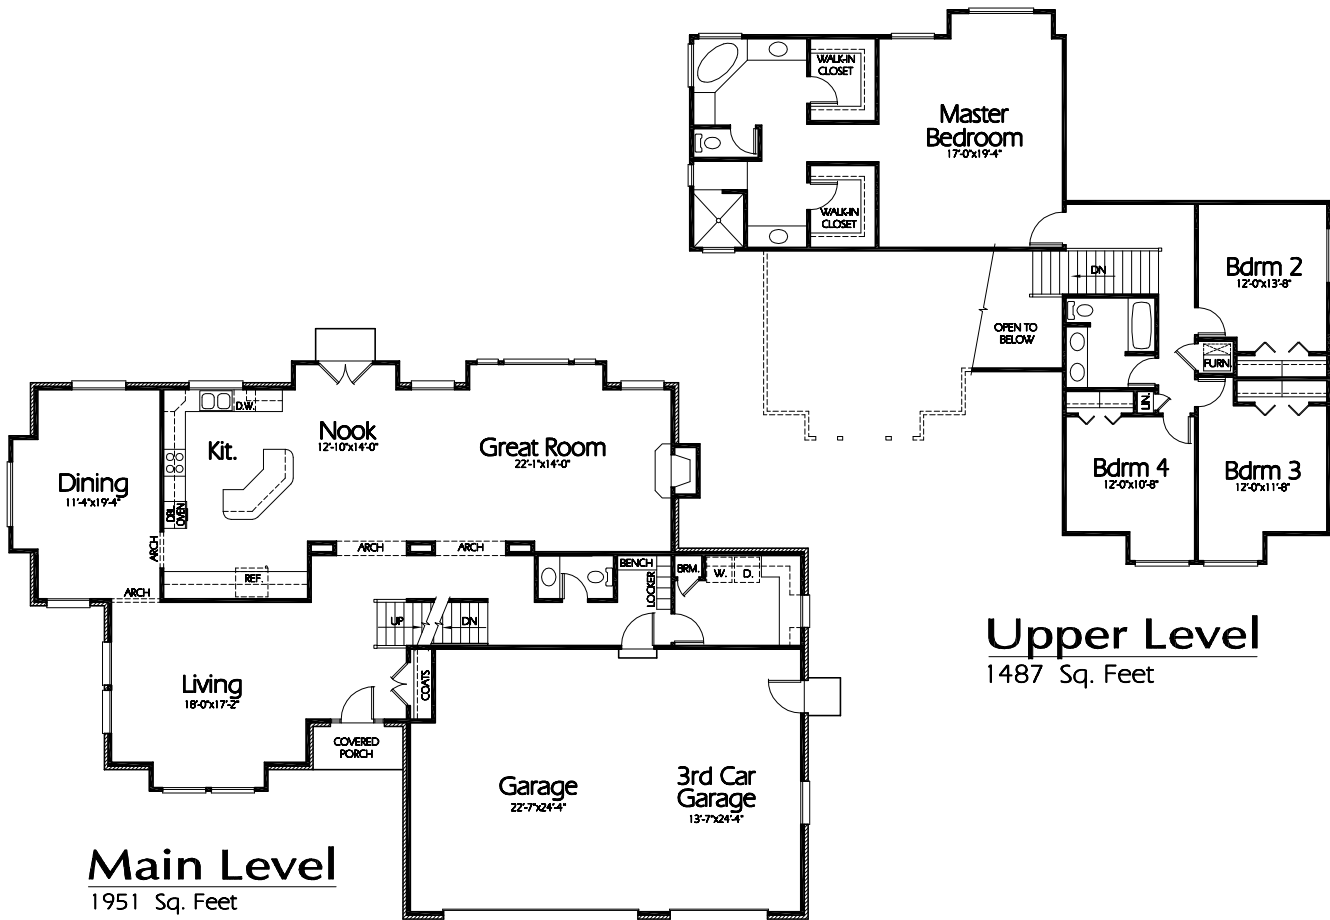 WALK-IN
CLOSET
Master
Bedroom
17'-0"x19'-4"
WALK-IN
CLOSET
DN
Bdrm 2
12'-0"x13'-8"
OPEN TO
BELOW
FURN.
LIN.
Bdrm 4
12'-0"x10'-8"
Bdrm 3
12'-0"x11'-8"
Upper Level
1487 Sq. Feet
D.W.
Kit.
Nook
12'-10"x14'-0"
Great Room
22'-1"x14'-0"
Dining
11'-4"x19'-4"
DBL.
OVEN
ARCH
ARCH
ARCH
REF.
ARCH
BENCH
LOCKER
BRM.
W.
D.
UP
DN
Living
18'-0"x17'-2"
COATS
COVERED
PORCH
Garage
22'-7"x24'-4"
3rd Car
Garage
13'-7"x24'-4"
Main Level
1951 Sq. Feet